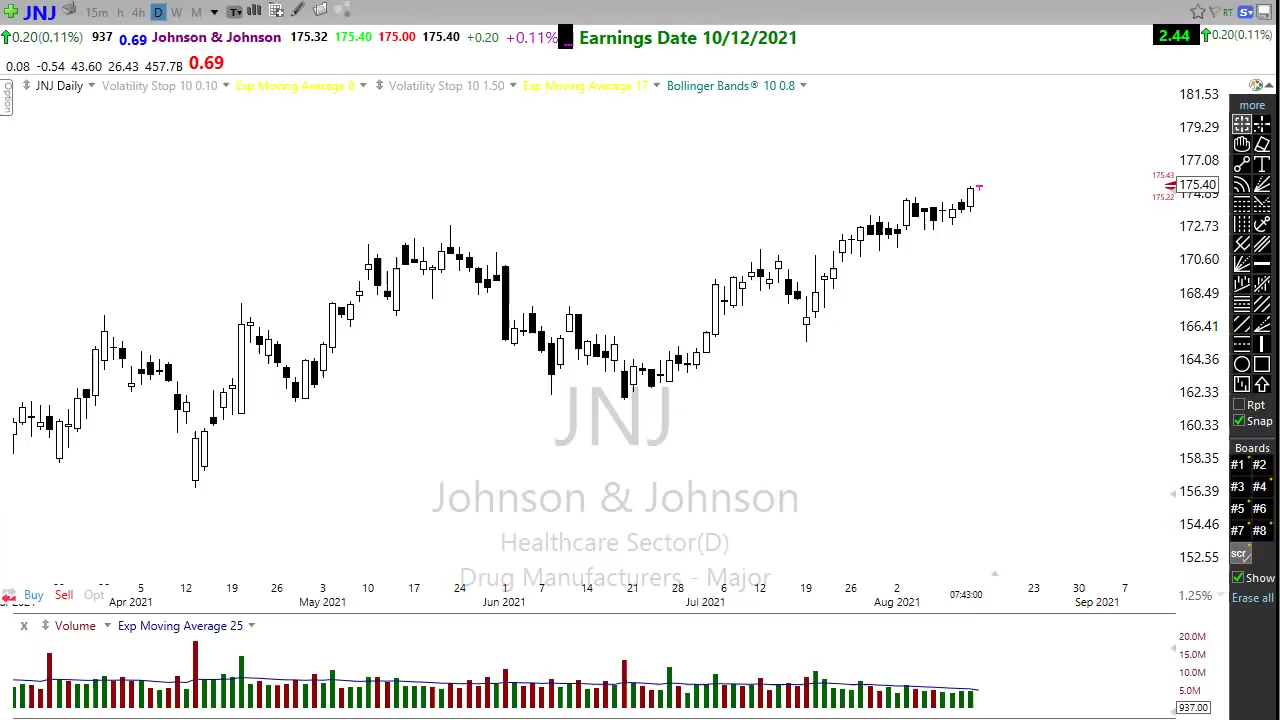 JNJ 15m h 4h D W M T RT S
0.20(0.11%) 937 0.69 Johnson & Johnson 175.32 175.40 175.00 175.40 +0.20 +0.11% ... Earnings Date 10/12/2021 2.44 0.20(0.11%)
0.08 -0.54 43.60 26.43 457.7B 0.69
Option JNJ Daily Volatility Stop 10 0.10 Exp Moving Average 8 Volatility Stop 10 1.50 Exp Moving Average 17 Bollinger Bands® 10 0.8
181.53
more
179.29
177.08
175.43
175.40
175.22
172.73
170.60
168.49
166.41
164.36
162.33
Rpt
Snap
160.33
Boards
158.35
#1 #2
#3 #4
156.39
#5 #6
154.46
#7 #8
152.55
scr
Show
Erase all
JNJ
Johnson & Johnson
Healthcare Sector(D)
Drug Manufacturers - Major
5 12 19 26 3 10 17 24 1 7 14 21 28 6 12 19 26 2 07:43:00 23 30 7
Buy Sell Opt 1.25%
Apr 2021 May 2021 Jun 2021 Jul 2021 Aug 2021 Sep 2021
x Volume Exp Moving Average 25
20.0M
15.0M
10.0M
5.0M
937.00